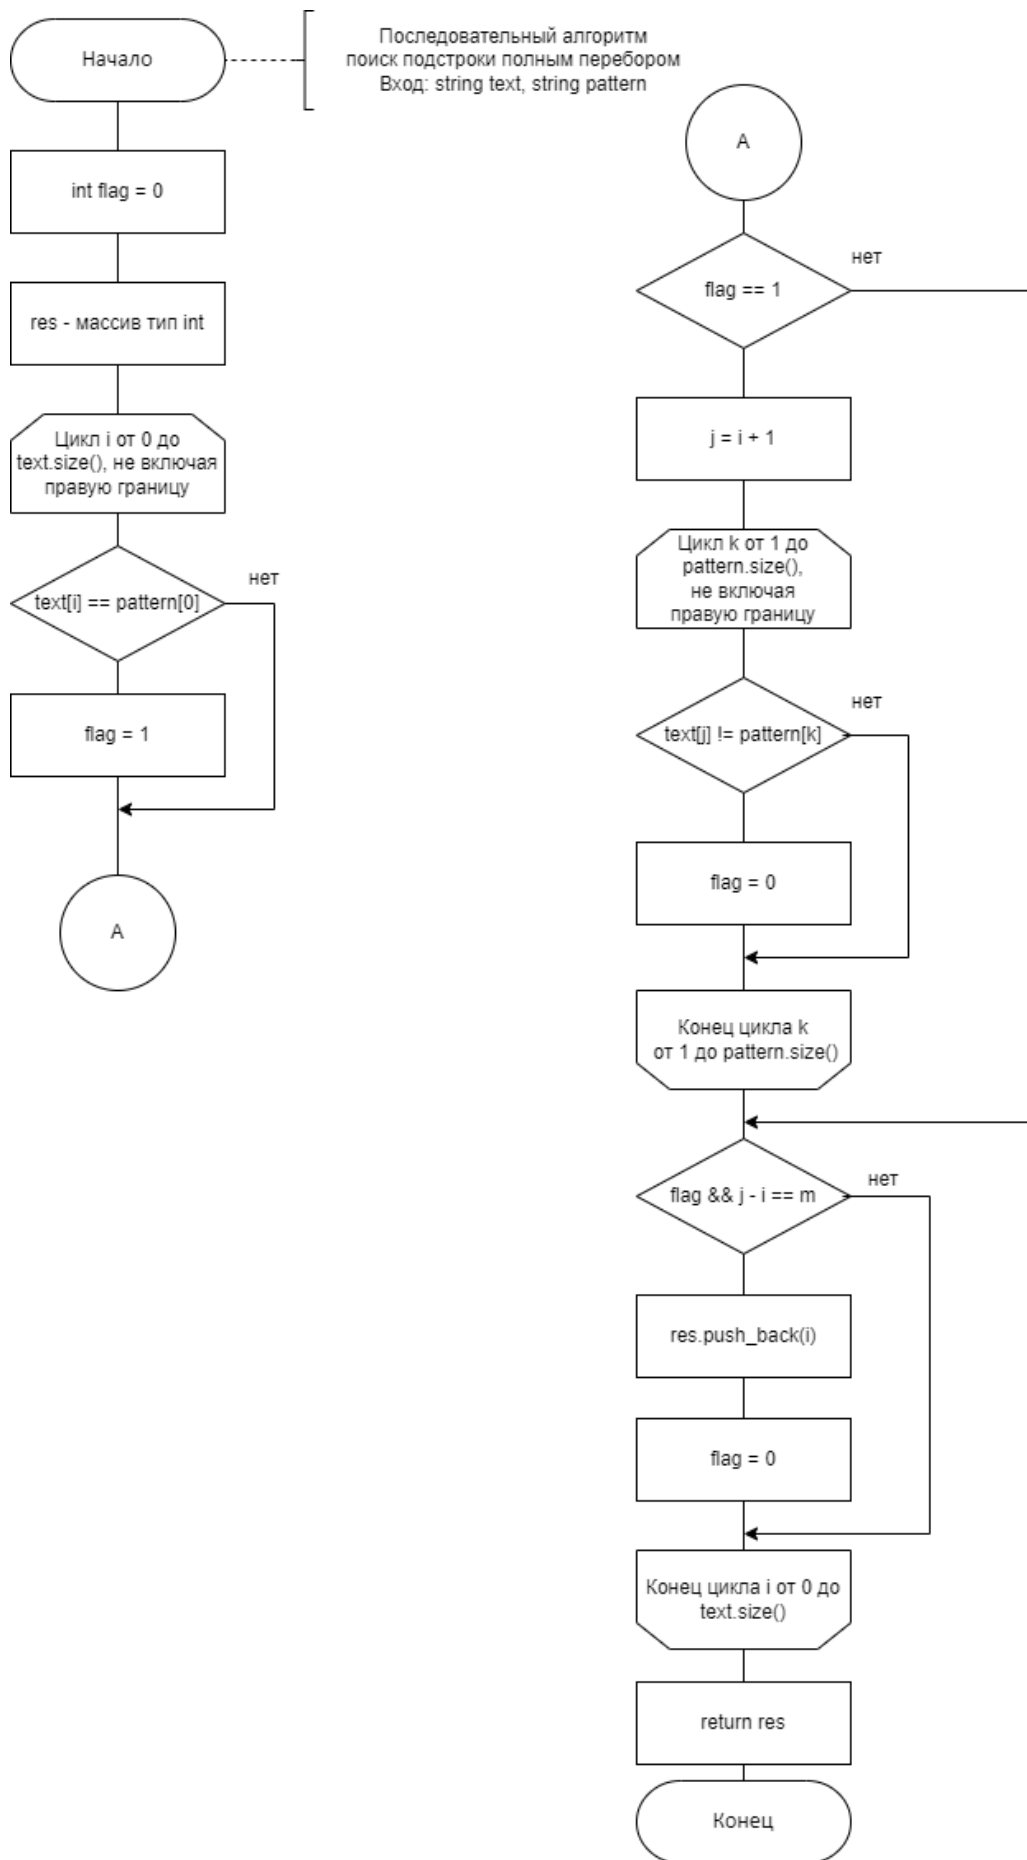 Начало
Последовательный алгоритм
поиск подстроки полным перебором
Вход: string text, string pattern
int flag = 0
res - массив тип int
Цикл i от 0 до
text.size(), не включая
правую границу
text[i] == pattern[0]
нет
flag = 1
A
A
flag == 1
нет
j = i + 1
Цикл k от 1 до
pattern.size(),
не включая
правую границу
text[j] != pattern[k]
нет
flag = 0
Конец цикла k
от 1 до pattern.size()
flag && j - i == m
нет
res.push_back(i)
flag = 0
Конец цикла i от 0 до
text.size()
return res
Конец